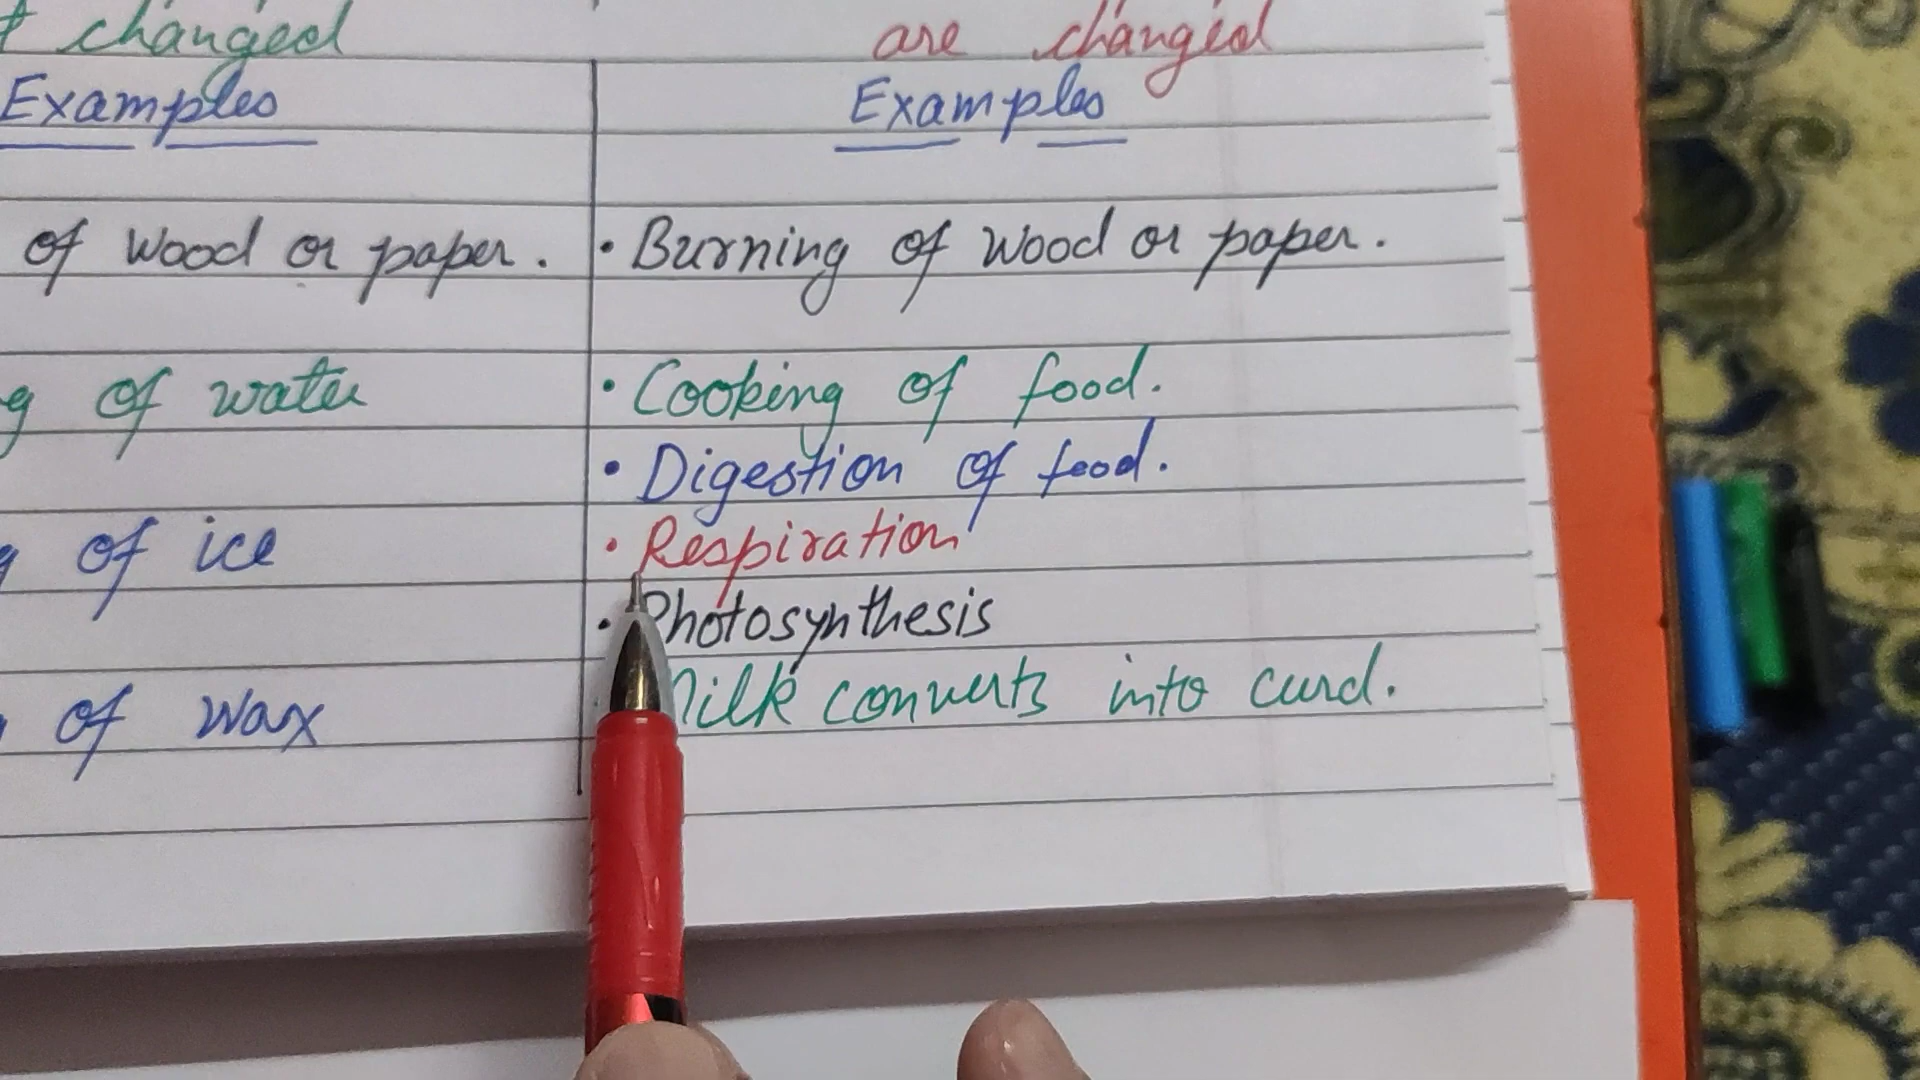 changed are changed
Examples Examples
of wood or paper. • Burning of wood or paper.
of water • Cooking of food.
• Digestion of food.
of ice • Respiration
• Photosynthesis
of wax Milk converts into curd.